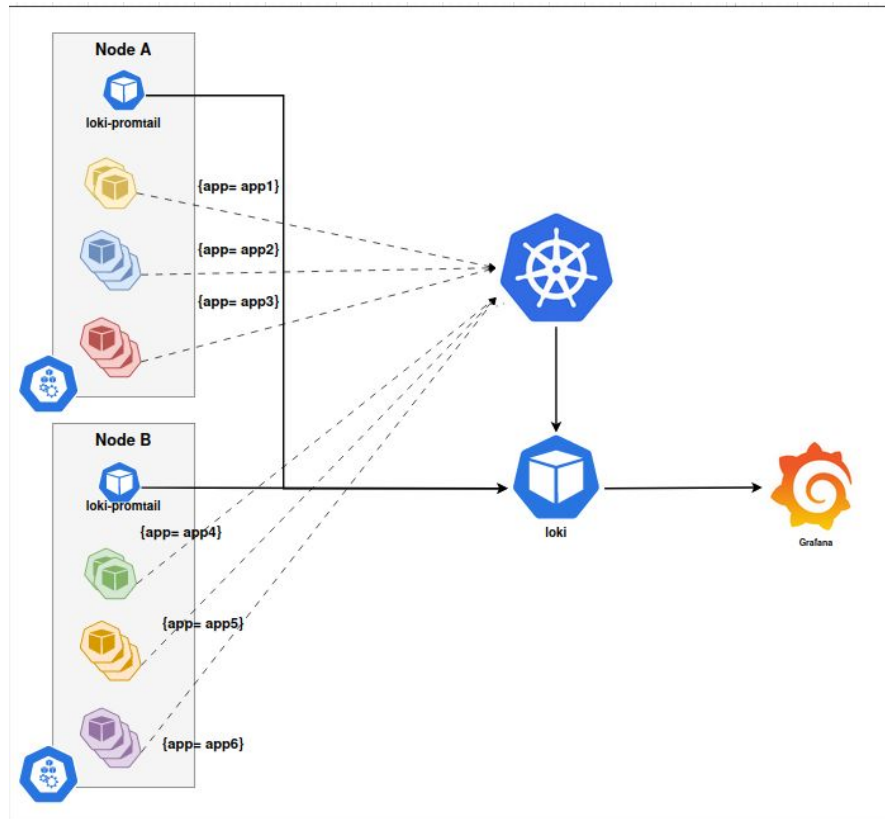 Node A
loki-promtail
{app= app1}
{app= app2}
{app= app3}
Node B
loki-promtail
{app= app4}
{app= app5}
{app= app6}
loki
Grafana